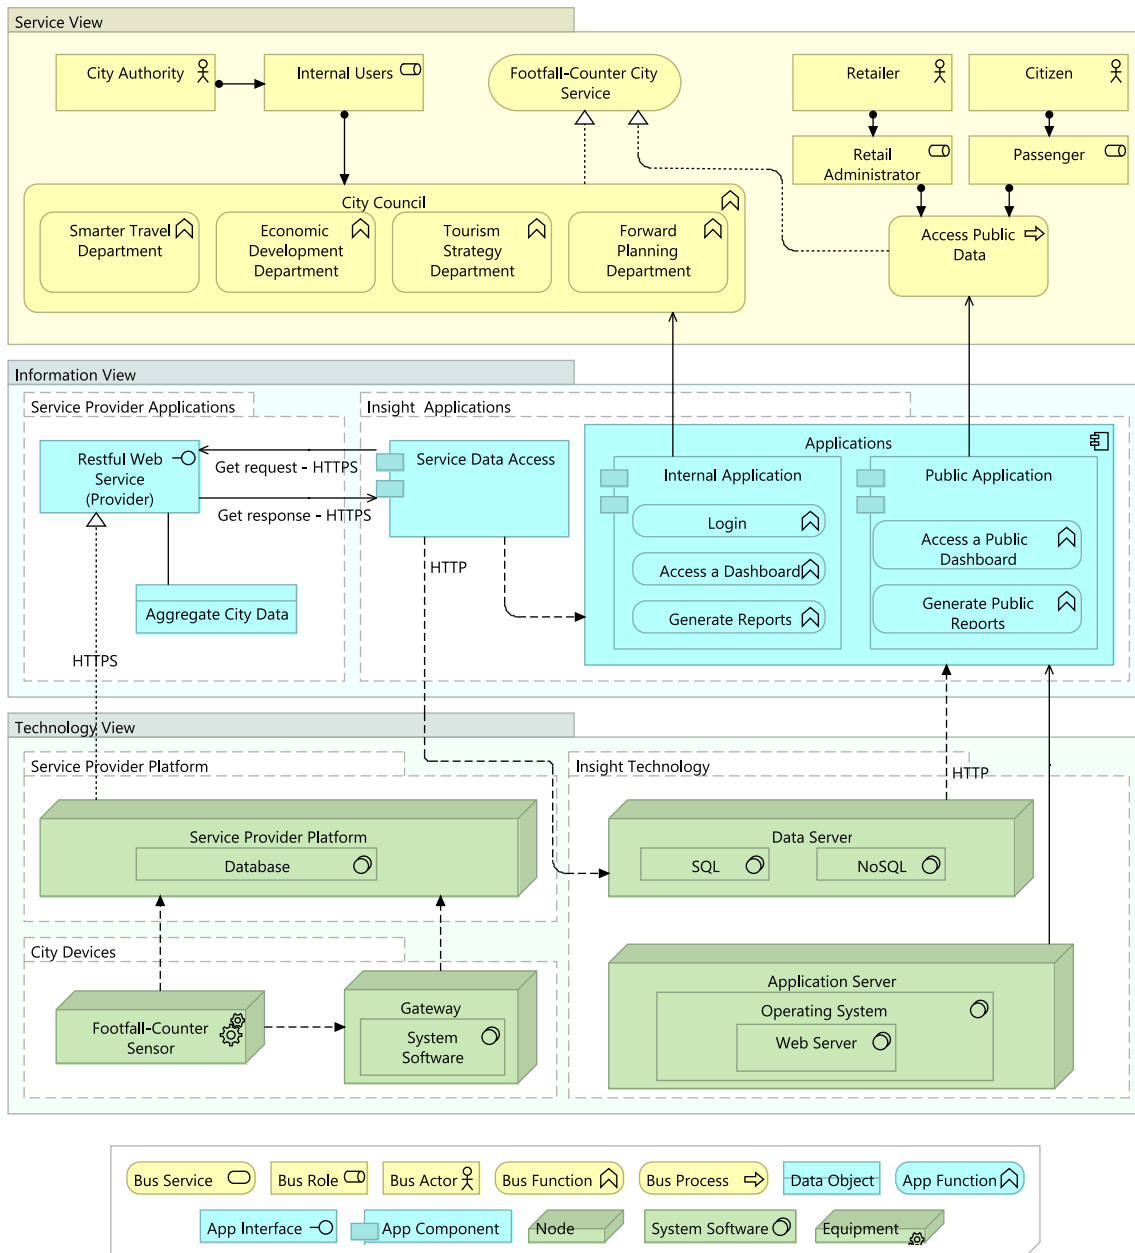 Service View
City Authority
Internal Users
Footfall-Counter City
Service
Retailer
Citizen
Retail
Administrator
Passenger
City Council
Smarter Travel
Department
Economic
Development
Department
Tourism
Strategy
Department
Forward
Planning
Department
Access Public
Data
Information View
Service Provider Applications
Insight Applications
Restful Web
Service
(Provider)
Get request - HTTPS
Get response - HTTPS
Service Data Access
Applications
Internal Application
Login
Access a Dashboard
Generate Reports
Public Application
Access a Public
Dashboard
Generate Public
Reports
HTTP
Aggregate City Data
HTTPS
Technology View
Service Provider Platform
Insight Technology
HTTP
Service Provider Platform
Database
Data Server
SQL
NoSQL
City Devices
Footfall-Counter
Sensor
Gateway
System
Software
Application Server
Operating System
Web Server
Bus Service
Bus Role
Bus Actor
Bus Function
Bus Process
Data Object
App Function
App Interface
App Component
Node
System Software
Equipment